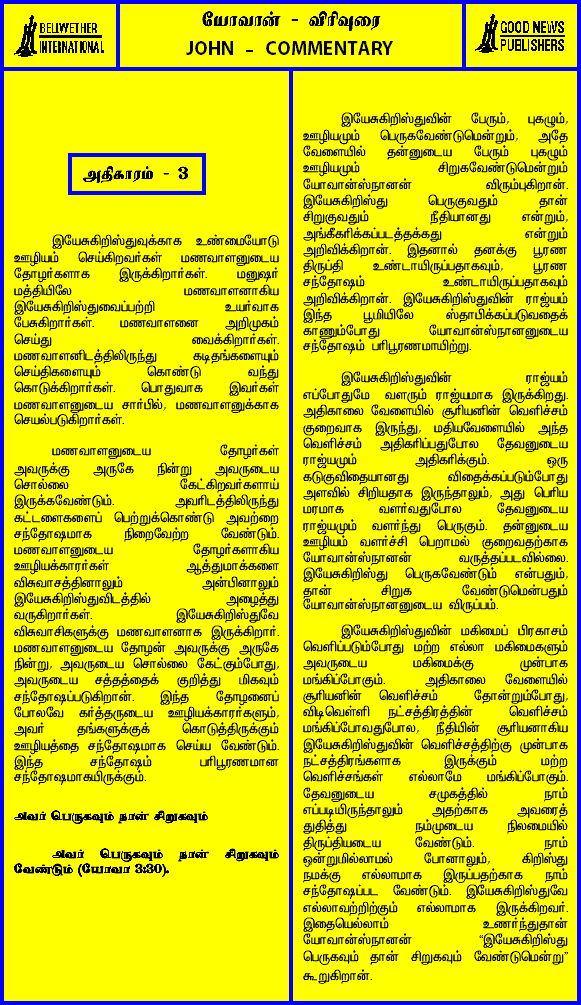 BELWETHER
INTERNATIONAL
யோவான் - விரிவுரை
JOHN - COMMENTARY
GOOD NEWS
PUBLISHERS
அதிகாரம் - 3
இயேசுகிறிஸ்துவுக்காக உண்மையோடு
ஊழியம் செய்கிறவர்கள் மணவாளனுடைய
தோழர்களாக இருக்கிறார்கள். மனுஷர்
மத்தியிலே மணவாளனாகிய
இயேசுகிறிஸ்துவைப்பற்றி உயர்வாக
பேசுகிறார்கள். மணவாளனை அறிமுகம்
செய்து வைக்கிறார்கள்.
மணவாளனிடத்திலிருந்து கடிதங்களையும்
செய்திகளையும் கொண்டு வந்து
கொடுக்கிறார்கள். பொதுவாக இவர்கள்
மணவாளனுடைய சார்பில், மணவாளனுக்காக
செயல்படுகிறார்கள்.
மணவாளனுடைய தோழர்கள்
அவருக்கு அருகே நின்று அவருடைய
சொல்லை கேட்கிறவர்களாய்
இருக்கவேண்டும். அவரிடத்திலிருந்து
கட்டளைகளைப் பெற்றுக்கொண்டு அவற்றை
சந்தோஷமாக நிறைவேற்ற வேண்டும்.
மணவாளனுடைய தோழர்களாகிய
ஊழியக்காரர்கள் ஆத்துமாக்களை
விசுவாசத்தினாலும் அன்பினாலும்
இயேசுகிறிஸ்துவிடத்தில் அழைத்து
வருகிறார்கள். இயேசுகிறிஸ்துவே
விசுவாசிகளுக்கு மணவாளனாக இருக்கிறார்.
மணவாளனுடைய தோழன் அவருக்கு அருகே
நின்று, அவருடைய சொல்லை கேட்கும்போது,
அவருடைய சத்தத்தைக் குறித்து மிகவும்
சந்தோஷப்படுகிறான். இந்த தோழனைப்
போலவே கர்த்தருடைய ஊழியக்காரர்களும்,
அவர் தங்களுக்குக் கொடுத்திருக்கும்
ஊழியத்தை சந்தோஷமாக செய்ய வேண்டும்.
இந்த சந்தோஷம் பரிபூரணமான
சந்தோஷமாகயிருக்கும்.
அவர் பெருகவும் நான் சிறுகவும்
அவர் பெருகவும் நான் சிறுகவும்
வேண்டும் (யோவா 3:30).
இயேசுகிறிஸ்துவின் பேரும், புகழும்,
ஊழியமும் பெருகவேண்டுமென்றும், அதே
வேளையில் தன்னுடைய பேரும் புகழும்
ஊழியமும் சிறுகவேண்டுமென்றும்
யோவான்ஸ்நானன் விரும்புகிறான்.
இயேசுகிறிஸ்து பெருகுவதும் தான்
சிறுகுவதும் நீதியானது என்றும்,
அங்கீகரிக்கப்படத்தக்கது என்றும்
அறிவிக்கிறான். இதனால் தனக்கு பூரண
திருப்தி உண்டாயிருப்பதாகவும், பூரண
சந்தோஷம் உண்டாயிருப்பதாகவும்
அறிவிக்கிறான். இயேசுகிறிஸ்துவின் ராஜ்யம்
இந்த பூமியிலே ஸ்தாபிக்கப்படுவதைக்
காணும்போது யோவான்ஸ்நானனுடைய
சந்தோஷம் பரிபூரணமாயிற்று.
இயேசுகிறிஸ்துவின் ராஜ்யம்
எப்போதுமே வளரும் ராஜ்யமாக இருக்கிறது.
அதிகாலை வேளையில் சூரியனின் வெளிச்சம்
குறைவாக இருந்து, மதியவேளையில் அந்த
வெளிச்சம் அதிகரிப்பதுபோல தேவனுடைய
ராஜ்யமும் அதிகரிக்கும். ஒரு
கடுகுவிதையானது விதைக்கப்படும்போது
அளவில் சிறியதாக இருந்தாலும், அது பெரிய
மரமாக வளர்வதுபோல தேவனுடைய
ராஜ்யமும் வளர்ந்து பெருகும். தன்னுடைய
ஊழியம் வளர்ச்சி பெறாமல் குறைவதற்காக
யோவான்ஸ்நானன் வருத்தப்படவில்லை.
இயேசுகிறிஸ்து பெருகவேண்டும் என்பதும்,
தான் சிறுக வேண்டுமென்பதும்
யோவான்ஸ்நானனுடைய விருப்பம்.
இயேசுகிறிஸ்துவின் மகிமைப் பிரகாசம்
வெளிப்படும்போது மற்ற எல்லா மகிமைகளும்
அவருடைய மகிமைக்கு முன்பாக
மங்கிப்போகும். அதிகாலை வேளையில்
சூரியனின் வெளிச்சம் தோன்றும்போது,
விடிவெள்ளி நட்சத்திரத்தின் வெளிச்சம்
மங்கிப்போவதுபோல, நீதியின் சூரியனாகிய
இயேசுகிறிஸ்துவின் வெளிச்சத்திற்கு முன்பாக
நட்சத்திரங்களாக இருக்கும் மற்ற
வெளிச்சங்கள் எல்லாமே மங்கிப்போகும்.
தேவனுடைய சமுகத்தில் நாம்
எப்படியிருந்தாலும் அதற்காக அவரைத்
துதித்து நம்முடைய நிலமையில்
திருப்தியடைய வேண்டும். நாம்
ஒன்றுமில்லாமல் போனாலும், கிறிஸ்து
நமக்கு எல்லாமாக இருப்பதற்காக நாம்
சந்தோஷப்பட வேண்டும். இயேசுகிறிஸ்துவே
எல்லாவற்றிற்கும் எல்லாமாக இருக்கிறவர்.
இதையெல்லாம் உணர்ந்துதான்
யோவான்ஸ்நானன் “இயேசுகிறிஸ்து
பெருகவும் தான் சிறுகவும் வேண்டுமென்று”
கூறுகிறான்.